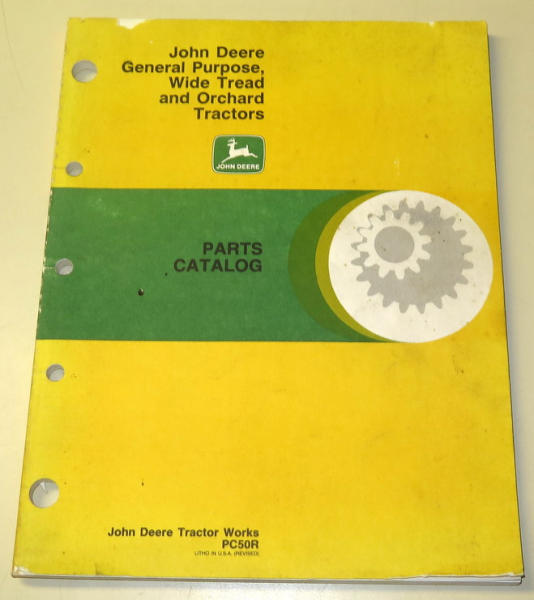 John Deere
General Purpose,
Wide Tread
and Orchard
Tractors
JOHN DEERE
PARTS
CATALOG
John Deere Tractor Works
PC50R
LITHO IN U.S.A. (REVISED)